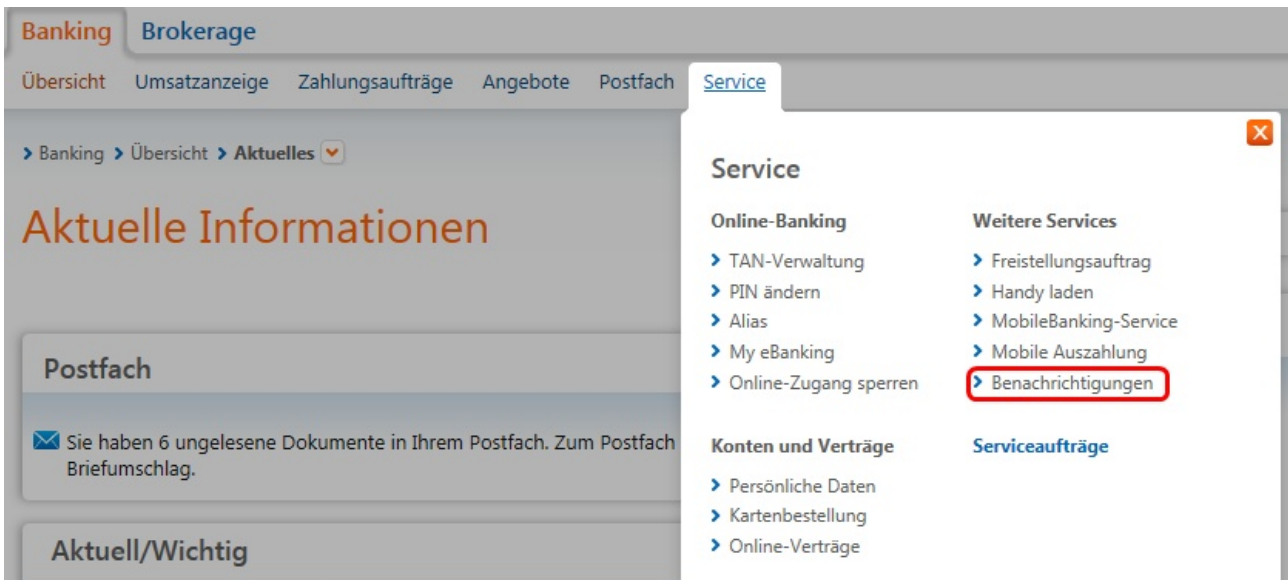 Banking Brokerage
Übersicht Umsatzanzeige Zahlungsaufträge Angebote Postfach Service
Banking Übersicht Aktuelles
Aktuelle Informationen
Postfach
Sie haben 6 ungelesene Dokumente in Ihrem Postfach. Zum Postfach
Briefumschlag.
Aktuell/Wichtig
X
Service
Online-Banking
TAN-Verwaltung
PIN ändern
Alias
My eBanking
Online-Zugang sperren
Konten und Verträge
Persönliche Daten
Kartenbestellung
Online-Verträge
Weitere Services
Freistellungsauftrag
Handy laden
MobileBanking-Service
Mobile Auszahlung
Benachrichtigungen
Serviceaufträge